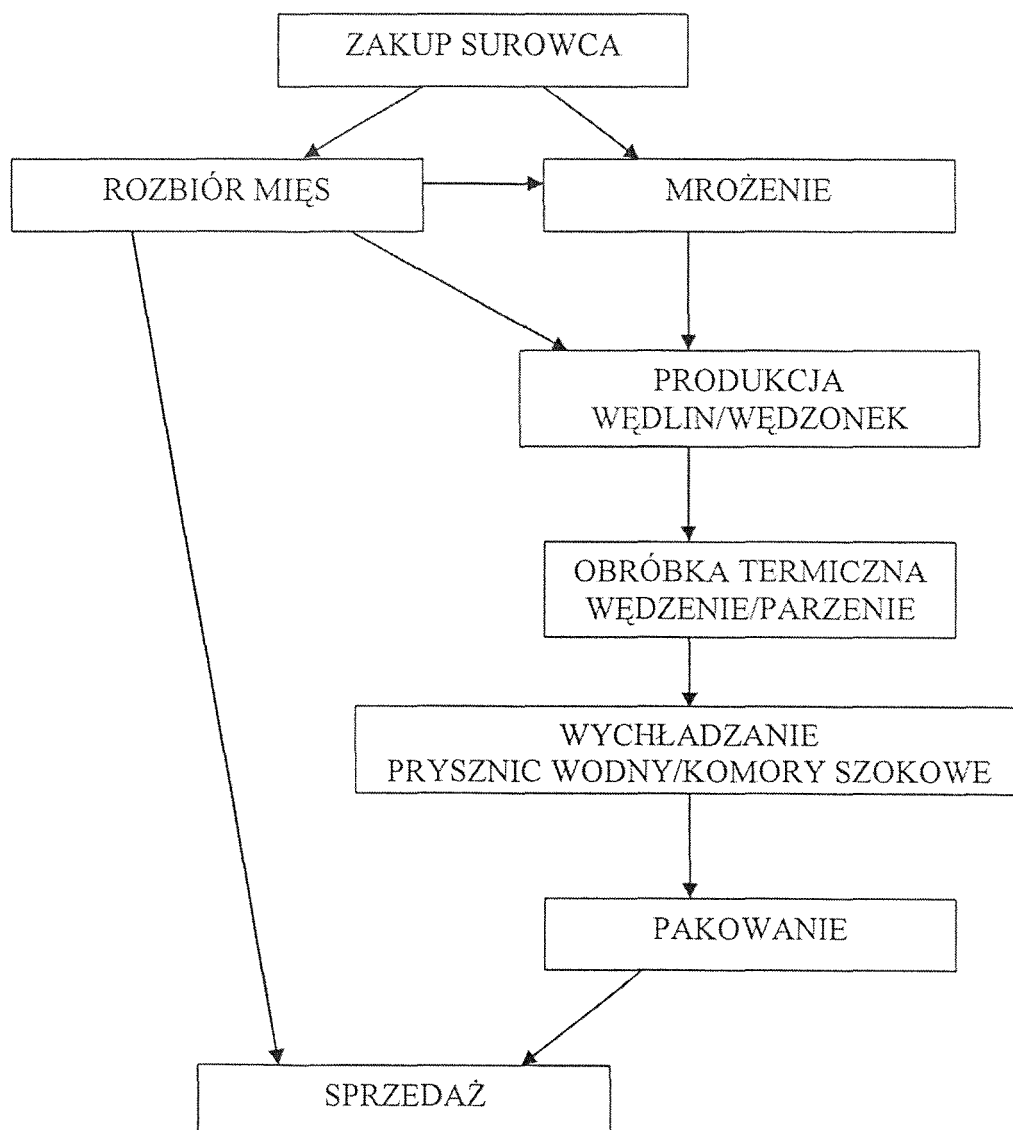 ZAKUP SUROWCA
ROZBIÓR MIĘS
MROŻENIE
PRODUKCJA
WĘDLIN/WĘDZONEK
OBRÓBKA TERMICZNA
WĘDZENIE/PARZENIE
WYCHŁADZANIE
PRYSZNIC WODNY/KOMORY SZOKOWE
PAKOWANIE
SPRZEDAŻ